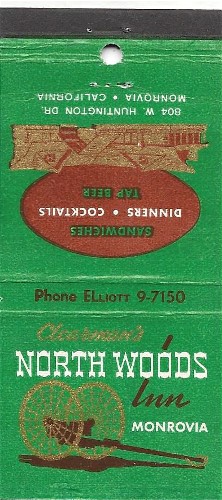 804 W. HUNTINGTON DR.
MONROVIA • CALIFORNIA
SANDWICHES
DINNERS • COCKTAILS
TAP BEER
Phone ELLIOTT 9-7150
Clearman's
NORTH WOODS
Inn
MONROVIA